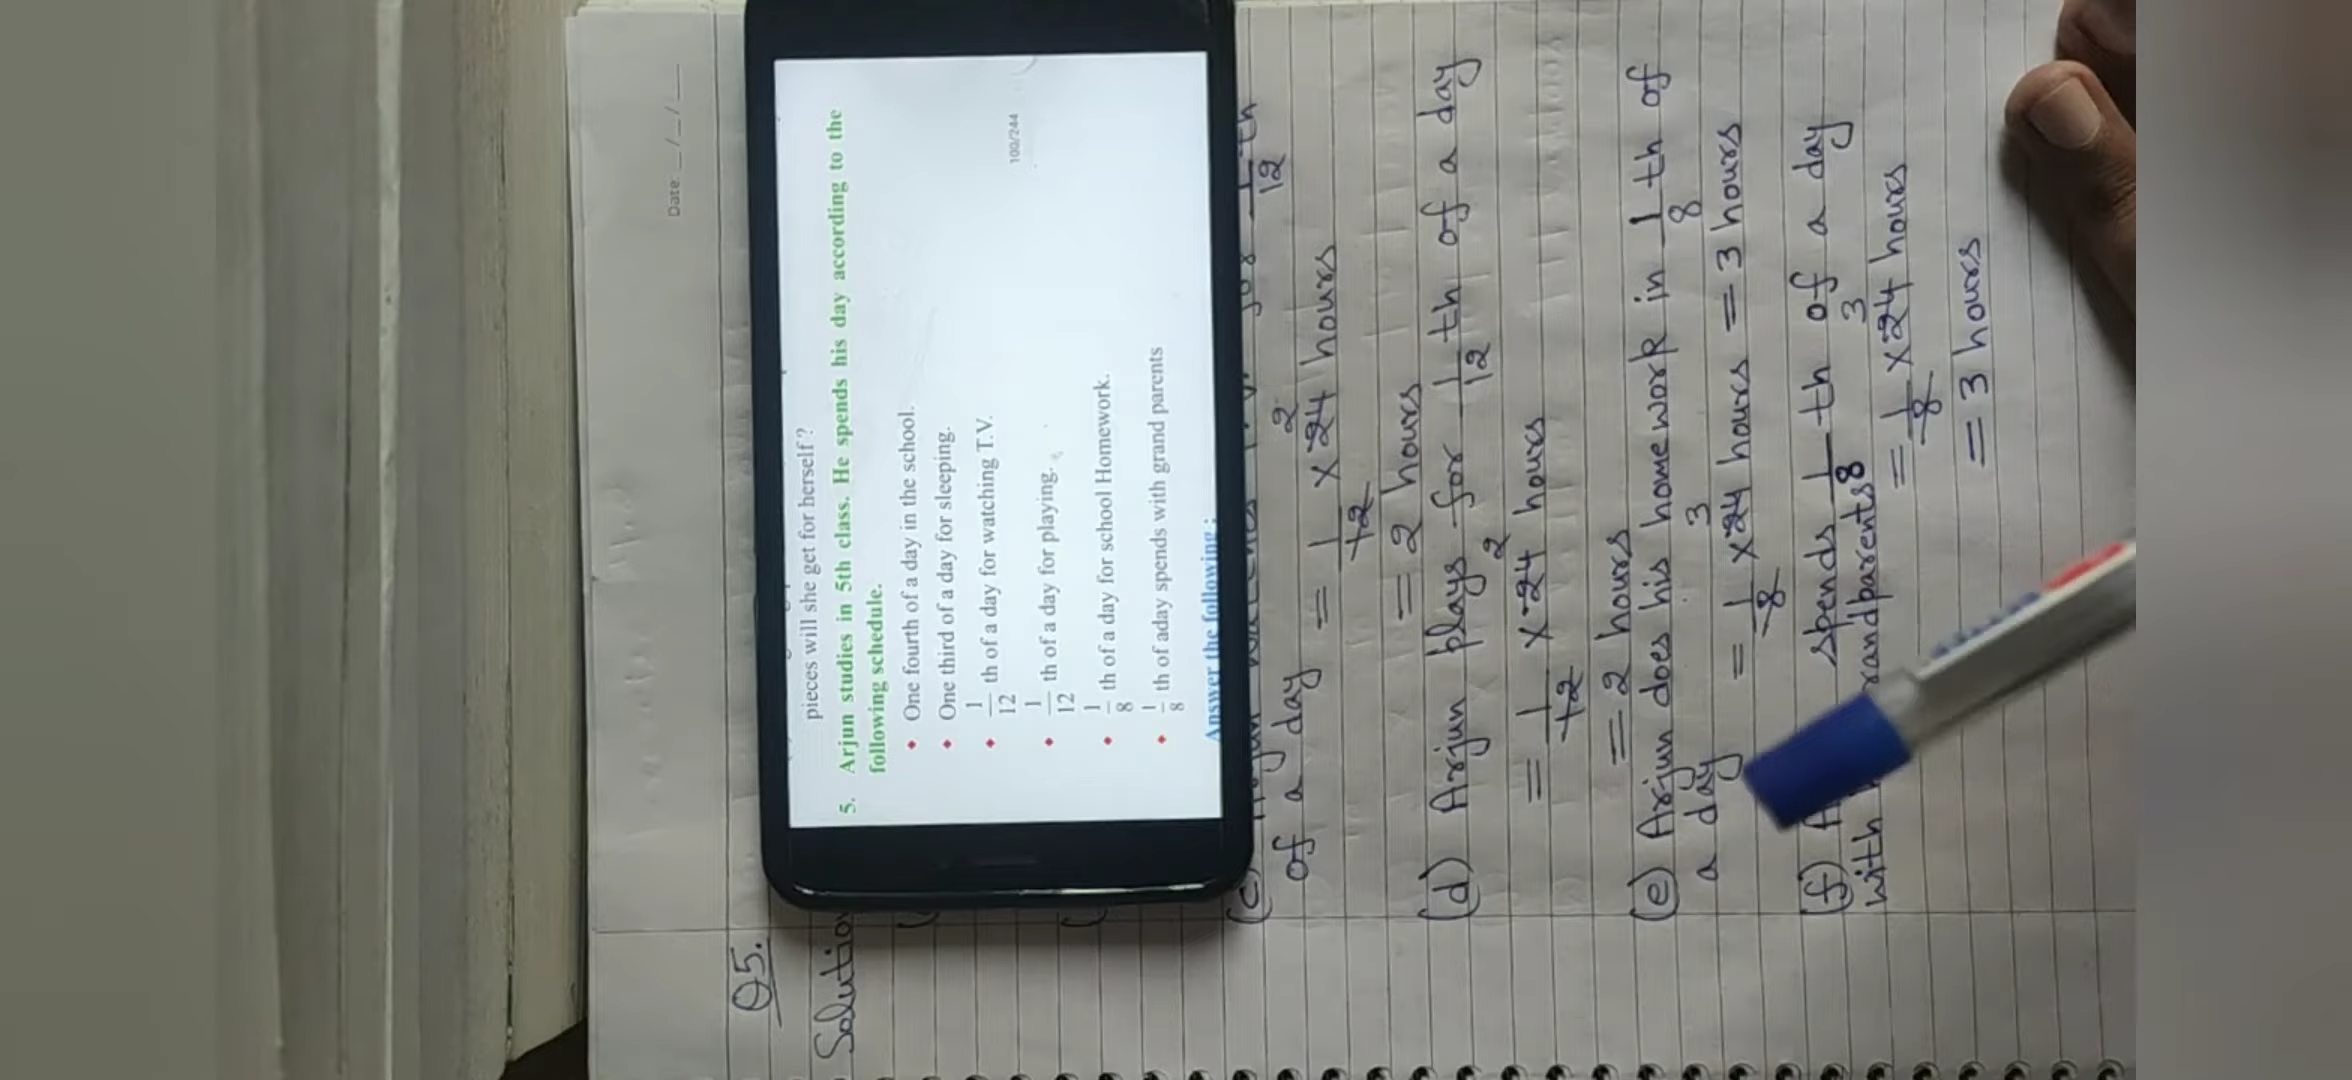 Date: _ / _ / __
Q5.
Solution
pieces will she get for herself?
5. Arjun studies in 5th class. He spends his day according to the
following schedule.
• One fourth of a day in the school.
• One third of a day for sleeping.
• 1/12 th of a day for watching T.V.
100/244
• 1/12 th of a day for playing.
• 1/8 th of a day for school Homework.
• 1/8 th of aday spends with grand parents
Answer the following :
(c) 1/12 th
of a day = 1/12 x 24 hours 2
= 2 hours
(d) Arjun plays for 1/12 th of a day
= 1/12 x 24 hours 2
= 2 hours
(e) Arjun does his homework in 1/8 th of
a day = 1/8 x 24 hours = 3 hours 3
(f) spends 1/8 th of a day
with randparents
= 1/8 x 24 hours 3
= 3 hours